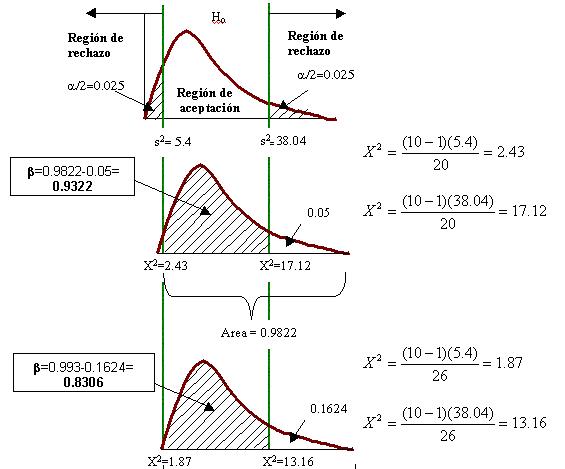 H₀
Región de
rechazo
Región de
rechazo
α/2=0.025
α/2=0.025
Región de
aceptación
s²= 5.4
s²=38.04
X² = (10 − 1)(5.4) / 20 = 2.43
β=0.9822-0.05=
0.9322
0.05
X² = (10 − 1)(38.04) / 20 = 17.12
X²=2.43
X²=17.12
Area = 0.9822
X² = (10 − 1)(5.4) / 26 = 1.87
β=0.993-0.1624=
0.8306
0.1624
X² = (10 − 1)(38.04) / 26 = 13.16
X²=1.87
X²=13.16